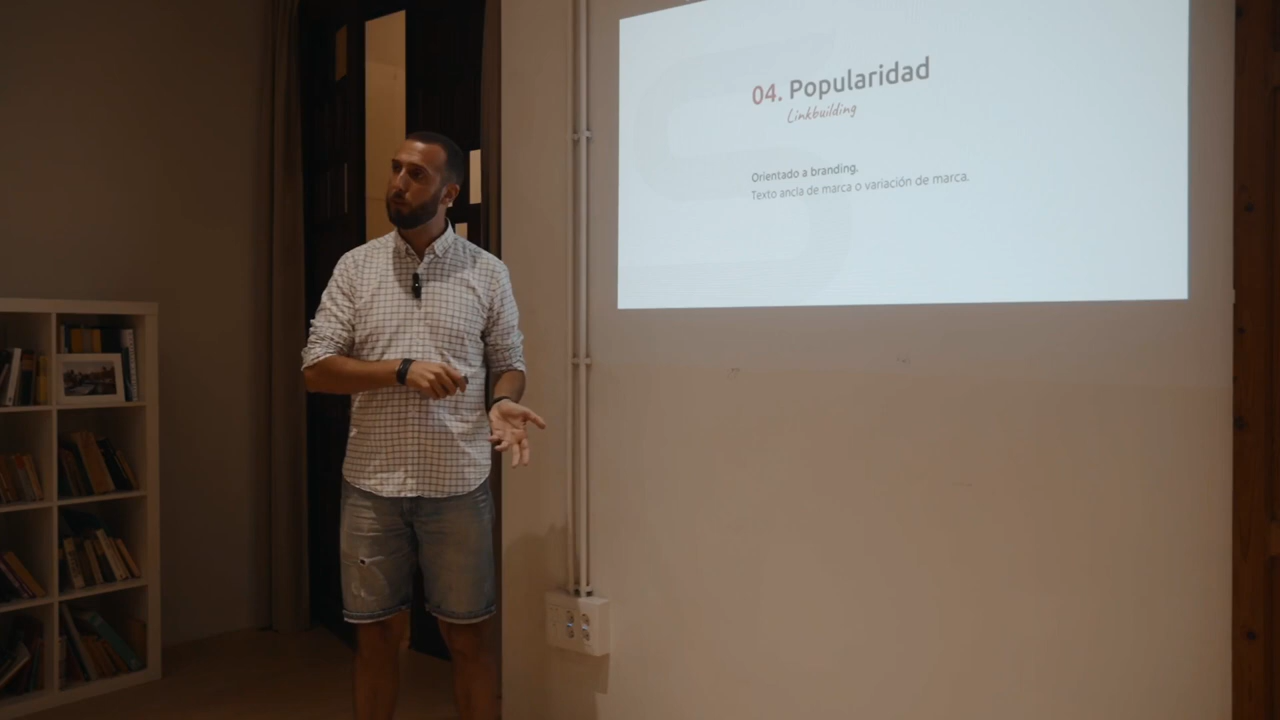 04. Popularidad
Linkbuilding
Orientado a branding.
Texto ancla de marca o variación de marca.